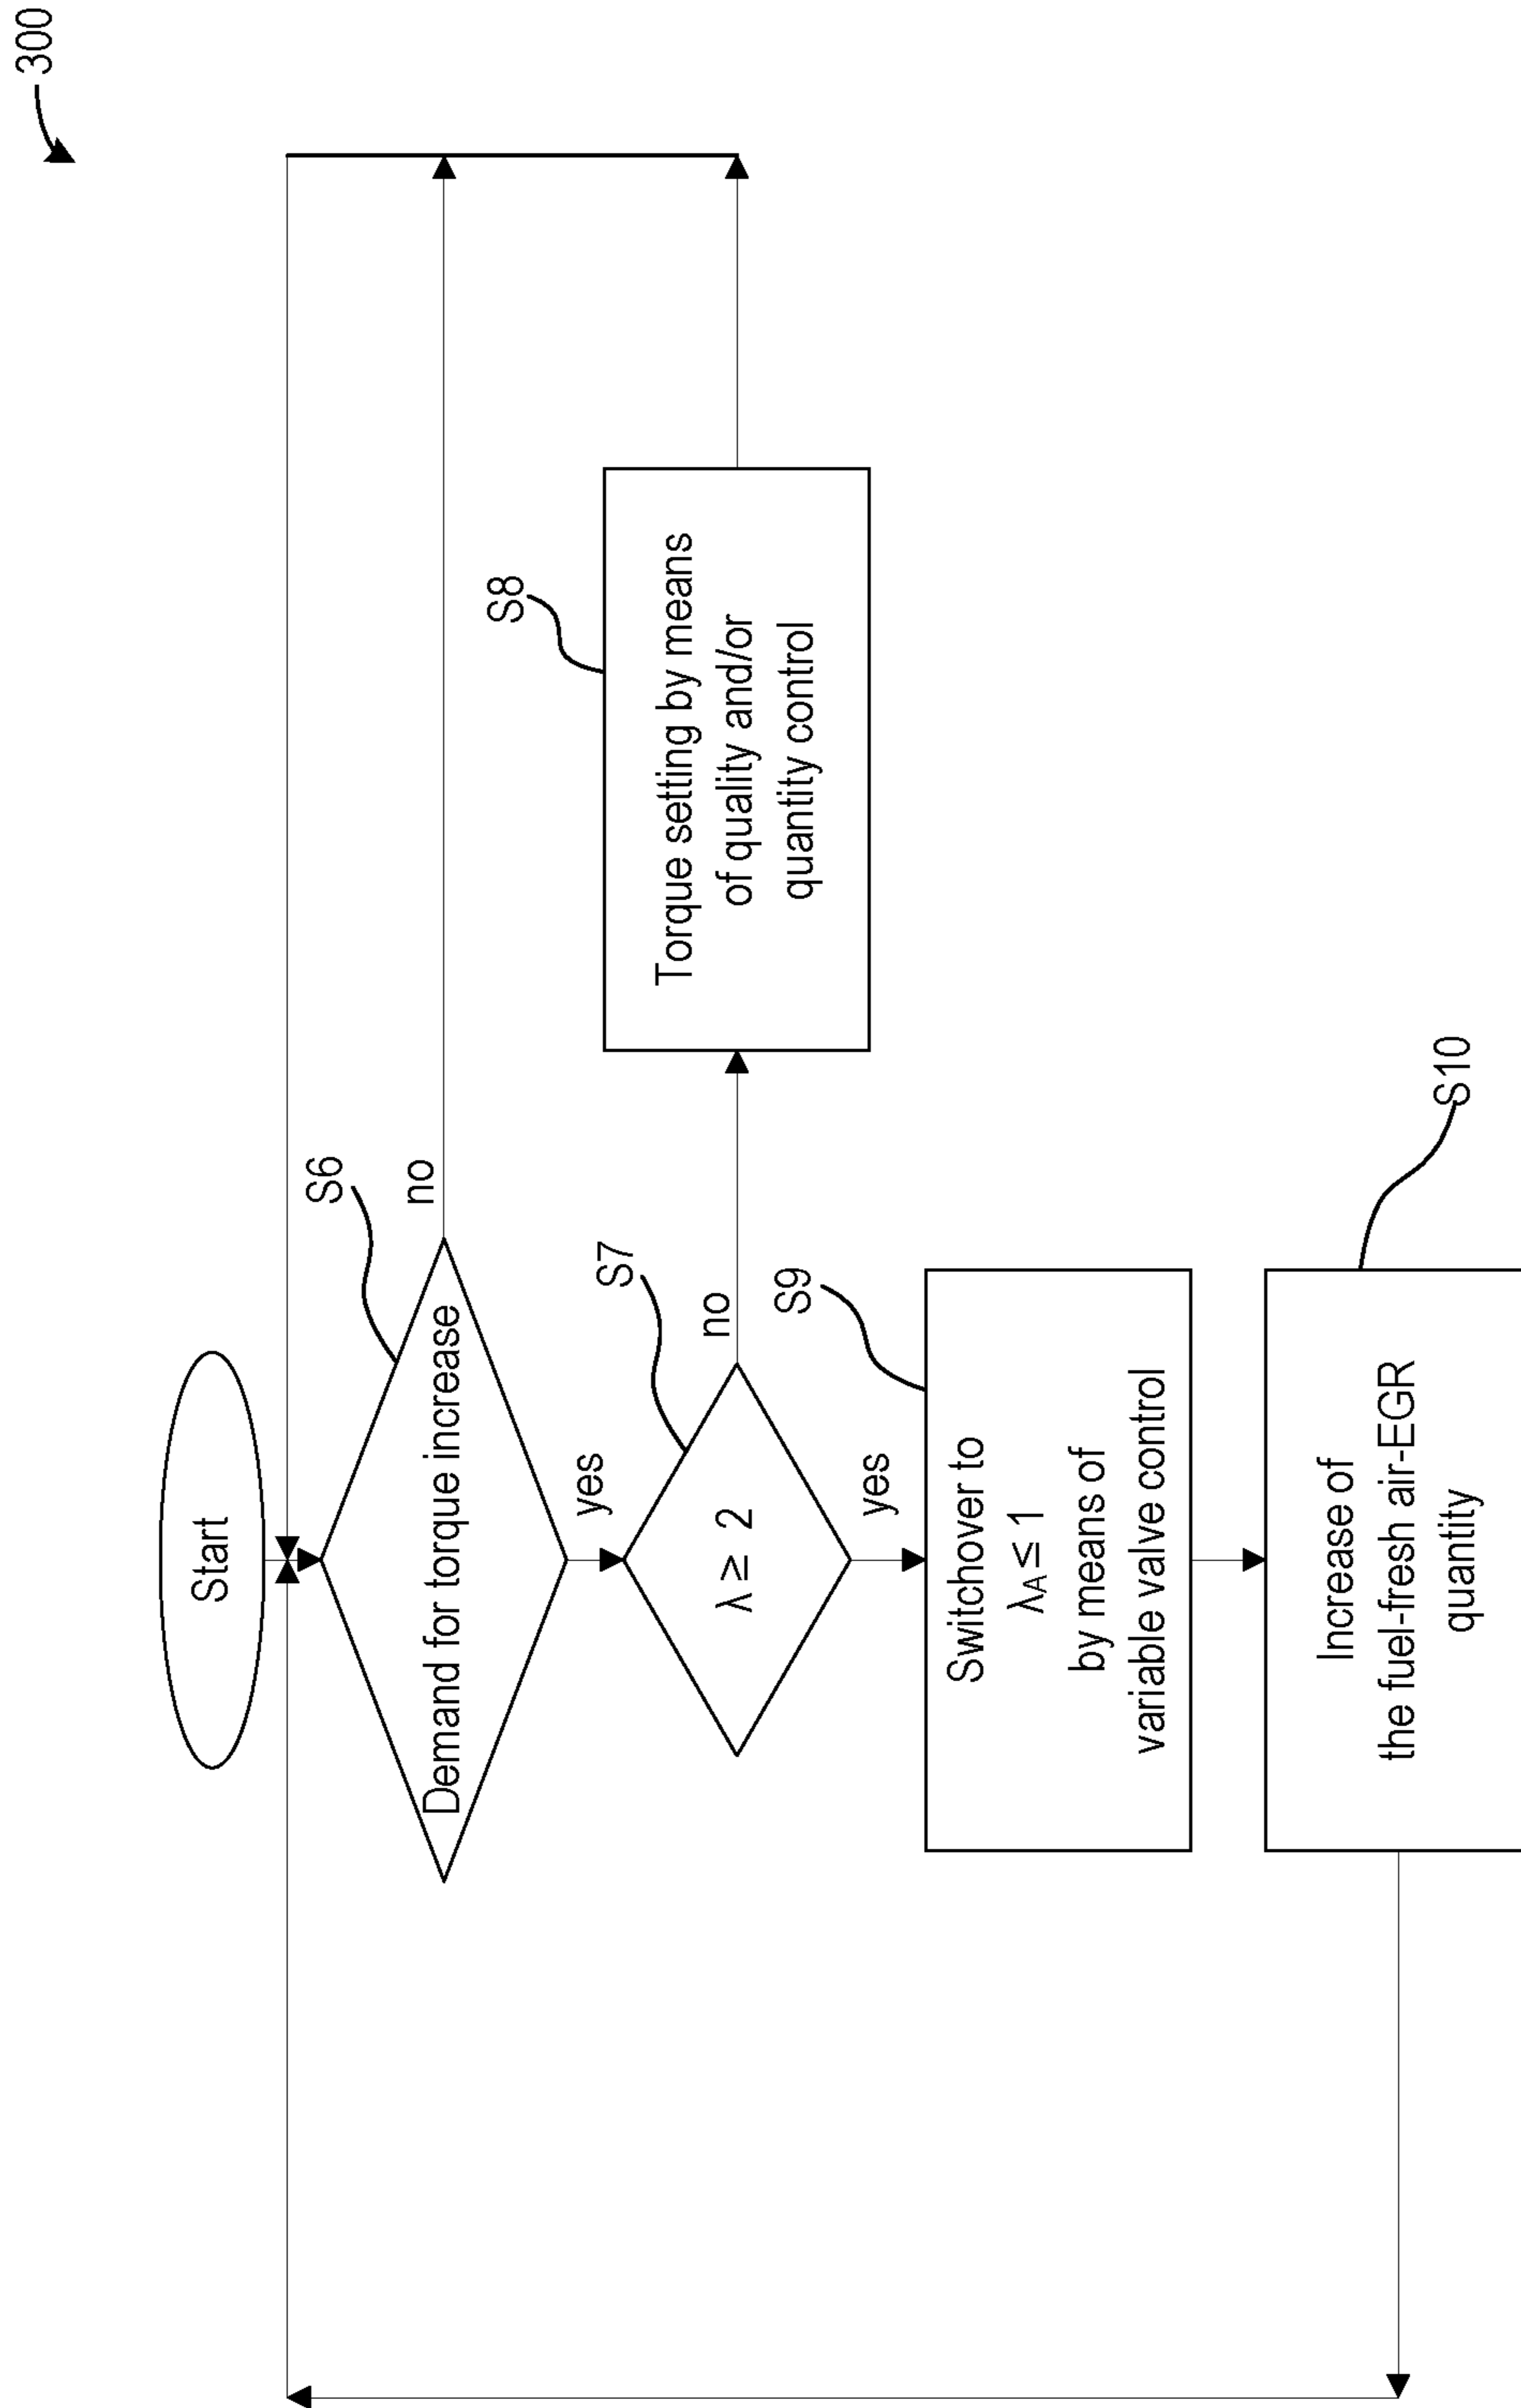 300
Start
S6
Demand for torque increase
no
yes
S7
λ ≥ 2
no
S8
Torque setting by means
of quality and/or
quantity control
yes
S9
Switchover to
λA ≤ 1
by means of
variable valve control
S10
Increase of
the fuel-fresh air-EGR
quantity